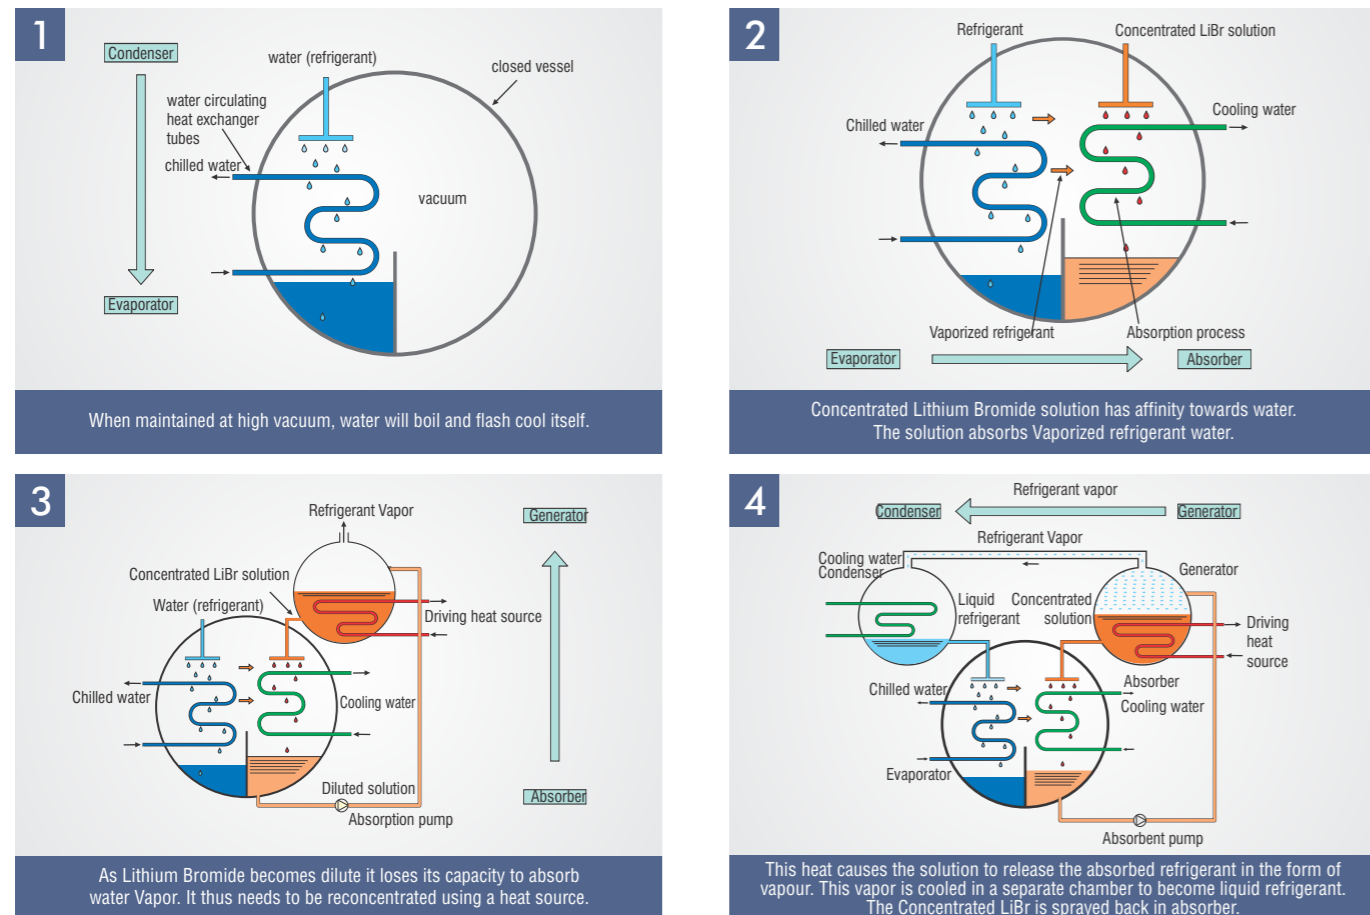 1
Condenser
water (refrigerant)
closed vessel
water circulating
heat exchanger
tubes
chilled water
vacuum
Evaporator
When maintained at high vacuum, water will boil and flash cool itself.
2
Refrigerant
Concentrated LiBr solution
Cooling water
Chilled water
Vaporized refrigerant
Absorption process
Evaporator
Absorber
Concentrated Lithium Bromide solution has affinity towards water.
The solution absorbs Vaporized refrigerant water.
3
Refrigerant Vapor
Generator
Concentrated LiBr solution
Water (refrigerant)
Driving heat source
Chilled water
Cooling water
Diluted solution
Absorber
Absorption pump
As Lithium Bromide becomes dilute it loses its capacity to absorb
water Vapor. It thus needs to be reconcentrated using a heat source.
4
Refrigerant vapor
Condenser
Generator
Refrigerant Vapor
Cooling water
Condenser
Generator
Liquid
refrigerant
Concentrated
solution
Driving
heat
source
Absorber
Chilled water
Cooling water
Evaporator
Absorbent pump
This heat causes the solution to release the absorbed refrigerant in the form of
vapour. This vapor is cooled in a separate chamber to become liquid refrigerant.
The Concentrated LiBr is sprayed back in absorber.